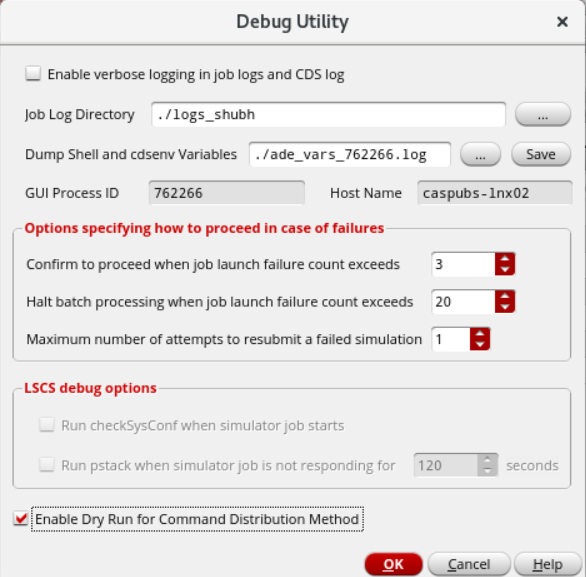 Debug Utility
Enable verbose logging in job logs and CDS log
Job Log Directory ./logs_shubh ...
Dump Shell and cdsenv Variables ./ade_vars_762266.log ... Save
GUI Process ID 762266 Host Name caspubs-lnx02
Options specifying how to proceed in case of failures
Confirm to proceed when job launch failure count exceeds 3
Halt batch processing when job launch failure count exceeds 20
Maximum number of attempts to resubmit a failed simulation 1
LSCS debug options
Run checkSysConf when simulator job starts
Run pstack when simulator job is not responding for 120 seconds
Enable Dry Run for Command Distribution Method
OK Cancel Help